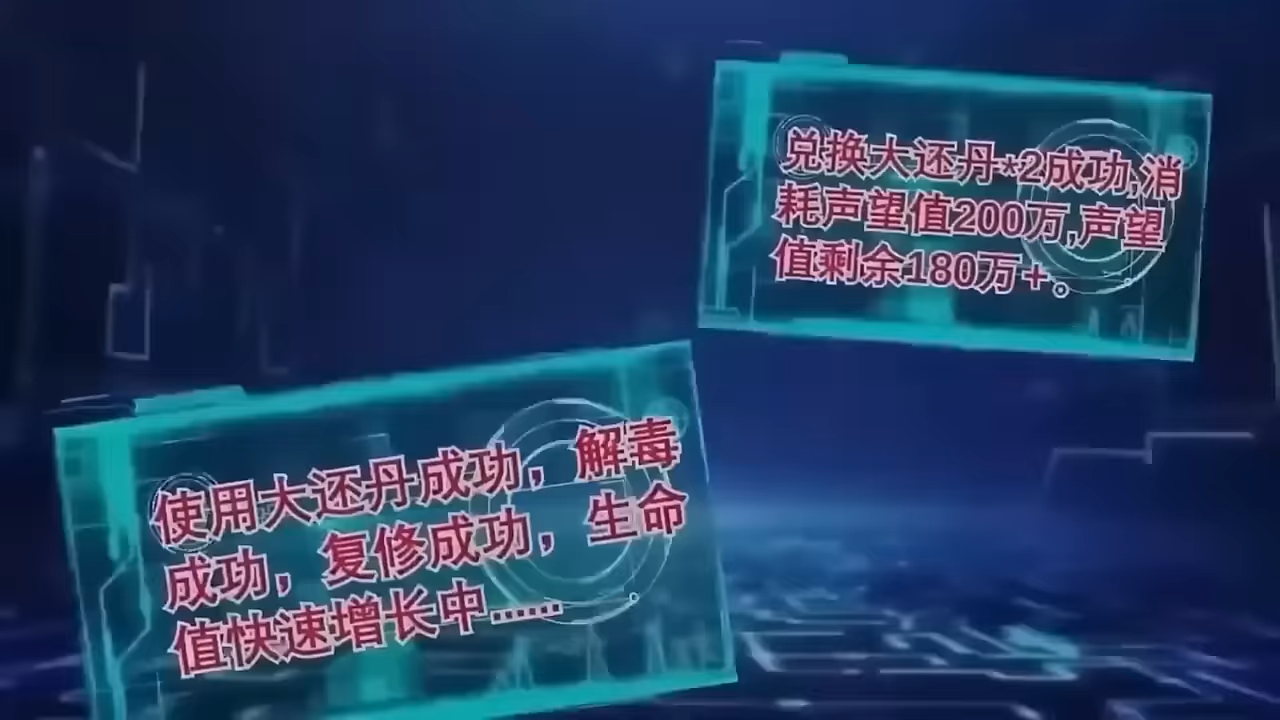 兑换大还丹*2成功,消
耗声望值200万,声望
值剩余180万+。
使用大还丹成功，解毒
成功，复修成功，生命
值快速增长中......